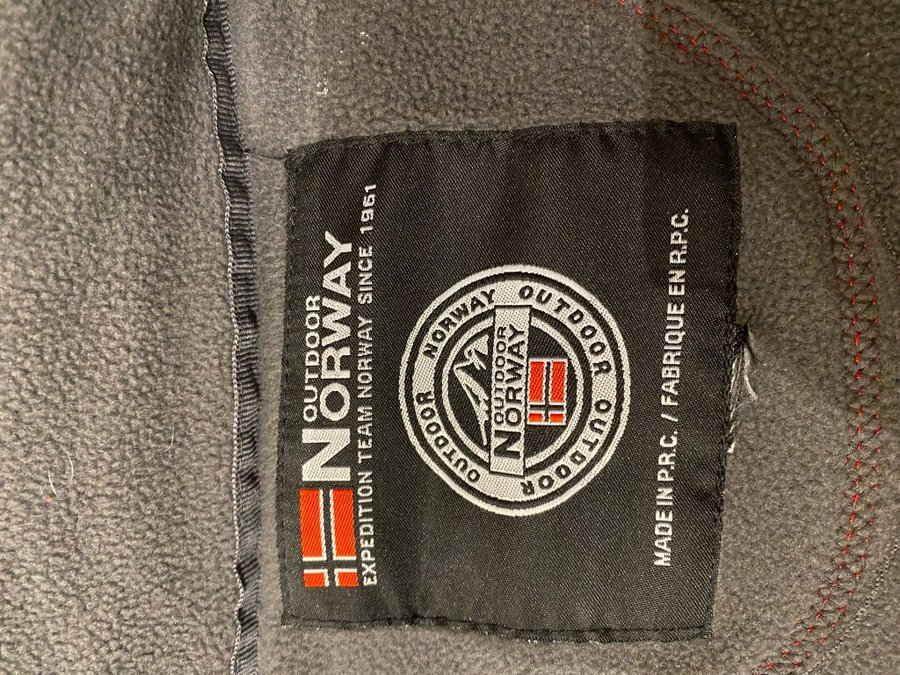 OUTDOOR
NORWAY
EXPEDITION TEAM NORWAY SINCE 1961
OUTDOOR NORWAY OUTDOOR OUTDOOR
OUTDOOR
NORWAY
MADE IN P.R.C. / FABRIQUE EN R.P.C.